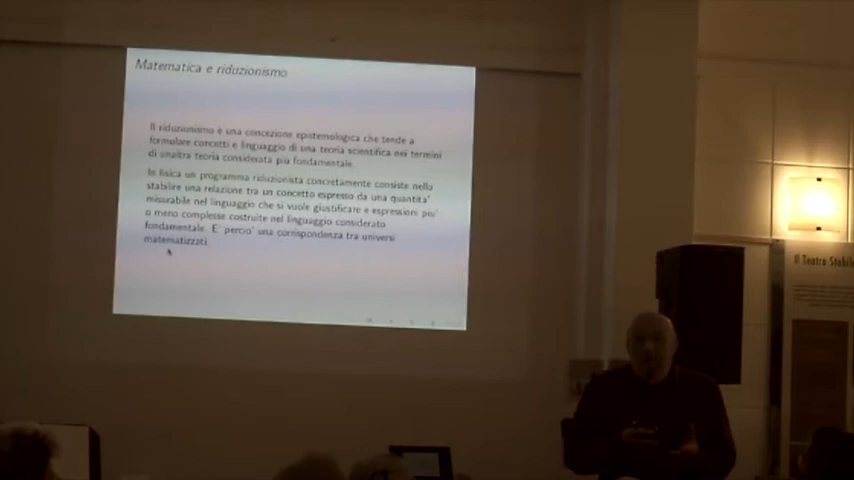 Matematica e riduzionismo
Il riduzionismo è una concezione epistemologica che tende a
formulare concetti e linguaggio di una teoria scientifica nei termini
di un'altra teoria considerata più fondamentale.
In fisica un programma riduzionista concretamente consiste nello
stabilire una relazione tra un concetto espresso da una quantita'
misurabile nel linguaggio che si vuole giustificare e espressioni piu'
o meno complesse costruite nel linguaggio considerato
fondamentale. E' percio' una corrispondenza tra universi
matematizzati.
Il Teatro Stabil